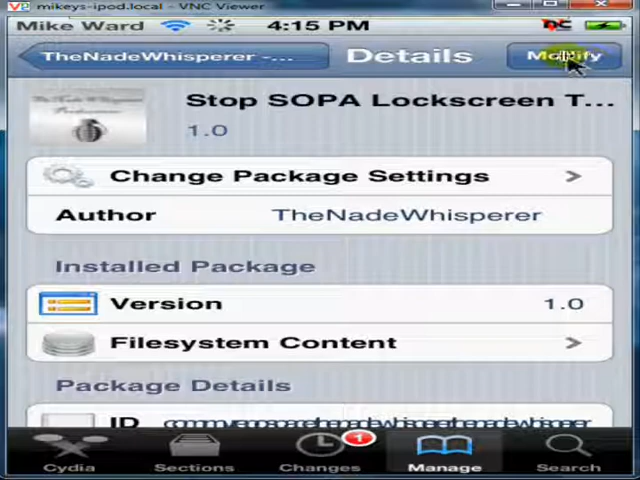 mikeys-ipod.local - VNC Viewer
Mike Ward
4:15 PM
TheNadeWhisperer -...
Details
Modify
Stop SOPA Lockscreen T...
1.0
Change Package Settings
Author
TheNadeWhisperer
Installed Package
Version
1.0
Filesystem Content
Package Details
ID
1
Cydia
Sections
Changes
Manage
Search